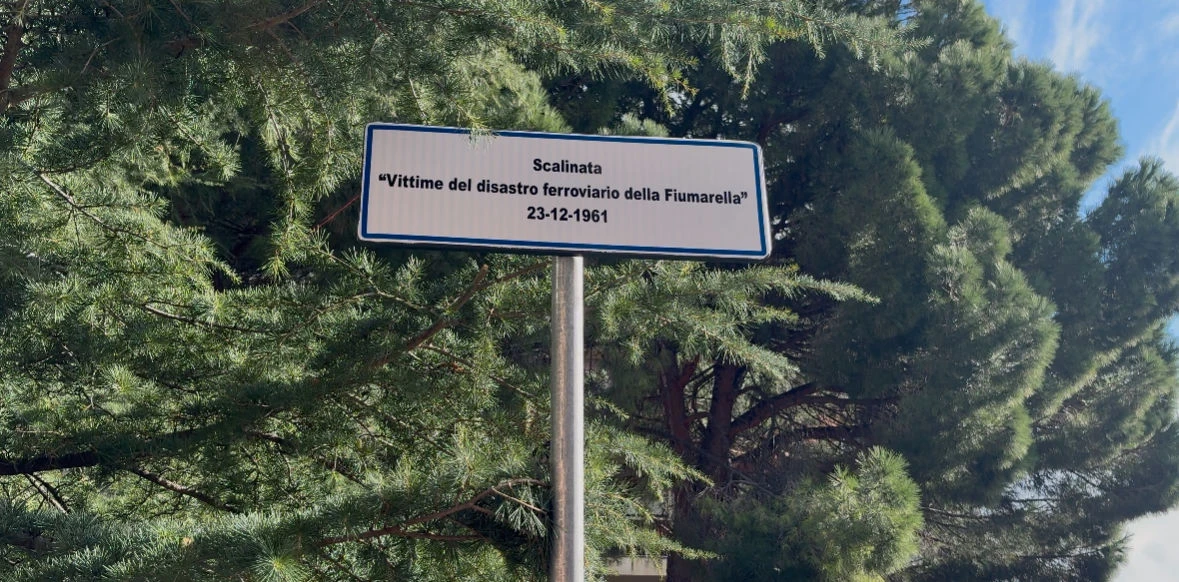 Scalinata
“Vittime del disastro ferroviario della Fiumarella”
23-12-1961